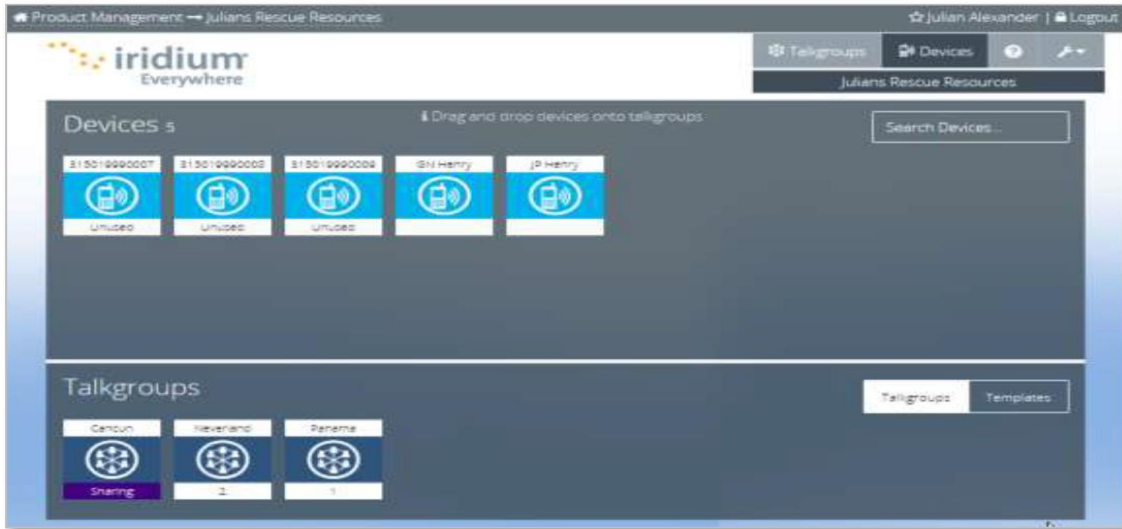 Product Management → Julians Rescue Resources
Julian Alexander | Logout
iridium
Everywhere
Talkgroups Devices ?
Julians Rescue Resources
Devices 5
i Drag and drop devices onto talkgroups
Search Devices...
GN Henry JP Henry
Unused Unused Unused
Talkgroups
Talkgroups Templates
Cancun Neverland Panama
Sharing 2 1